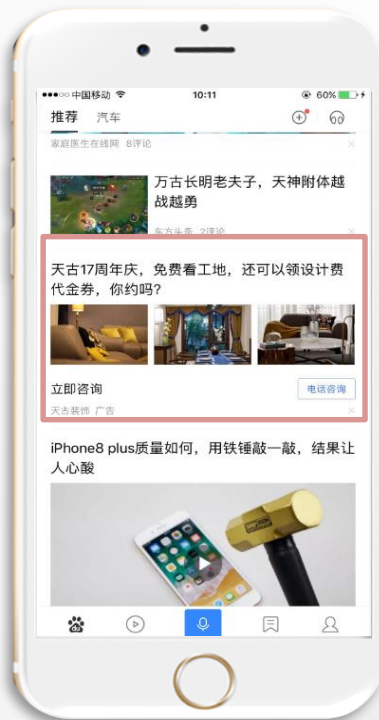 中国移动 10:11 60%
推荐 汽车
家庭医生在线网 8评论
万古长明老夫子，天神附体越
战越勇
东方头条 2评论
天古17周年庆，免费看工地，还可以领设计费
代金券，你约吗？
立即咨询
电话咨询
天古装饰 广告
iPhone8 plus质量如何，用铁锤敲一敲，结果让
人心酸